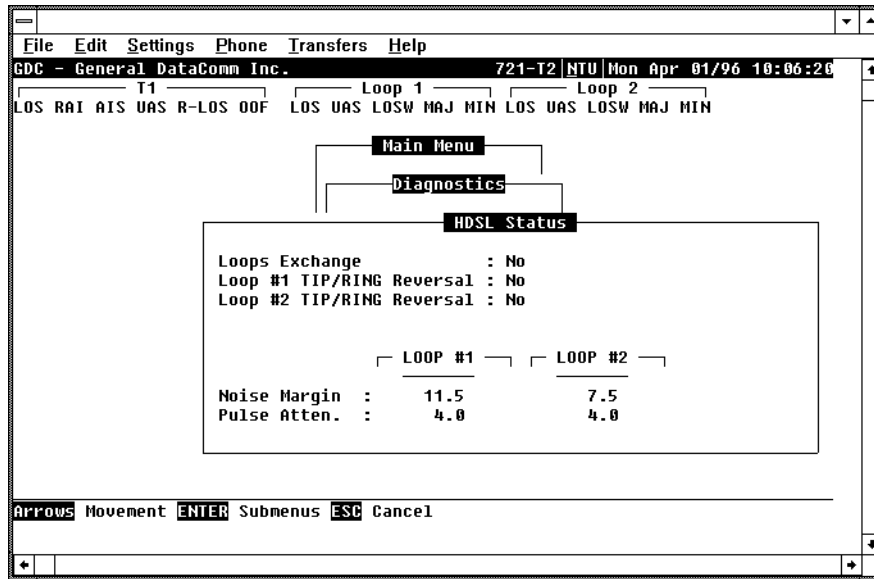 File Edit Settings Phone Transfers Help
GDC - General DataComm Inc. 721-T2 NTU Mon Apr 01/96 10:06:20
T1 Loop 1 Loop 2
LOS RAI AIS UAS R-LOS OOF LOS UAS LOSW MAJ MIN LOS UAS LOSW MAJ MIN
Main Menu
Diagnostics
HDSL Status
Loops Exchange : No
Loop #1 TIP/RING Reversal : No
Loop #2 TIP/RING Reversal : No
LOOP #1 LOOP #2
Noise Margin : 11.5 7.5
Pulse Atten. : 4.0 4.0
Arrows Movement ENTER Submenus ESC Cancel